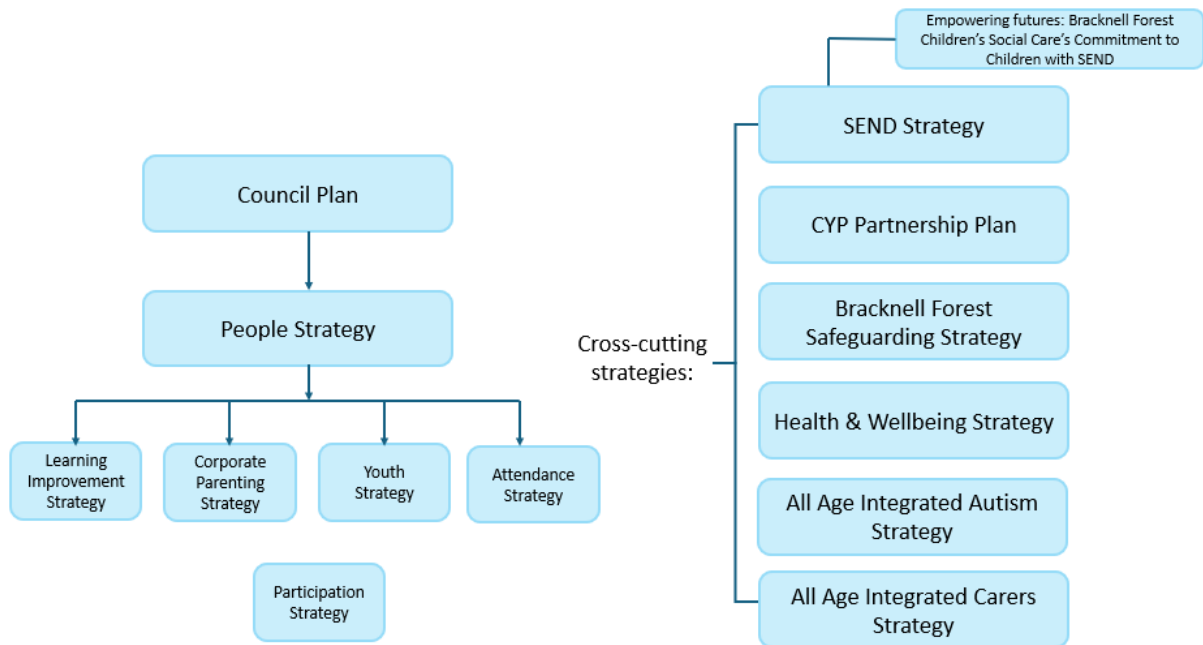 Council Plan
People Strategy
Learning
Improvement
Strategy
Corporate
Parenting
Strategy
Youth
Strategy
Attendance
Strategy
Participation
Strategy
Cross-cutting
strategies:
Empowering futures: Bracknell Forest
Children’s Social Care’s Commitment to
Children with SEND
SEND Strategy
CYP Partnership Plan
Bracknell Forest
Safeguarding Strategy
Health & Wellbeing Strategy
All Age Integrated Autism
Strategy
All Age Integrated Carers
Strategy